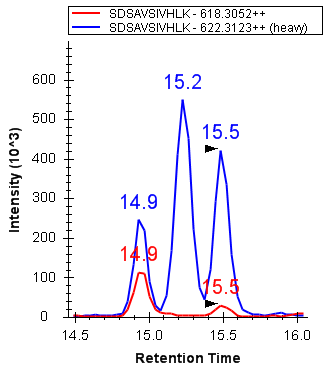 SDSAVSIVHLK - 618.3052++
SDSAVSIVHLK - 622.3123++ (heavy)
Intensity (10^3)
600
500
400
300
200
100
0
15.2
15.5
14.9
14.9
15.5
14.5 15.0 15.5 16.0
Retention Time